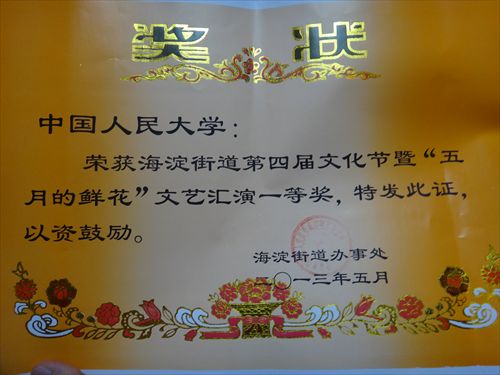 奖状
中国人民大学：
荣获海淀街道第四届文化节暨“五
月的鲜花”文艺汇演一等奖，特发此证，
以资鼓励。
海淀街道办事处
二〇一三年五月